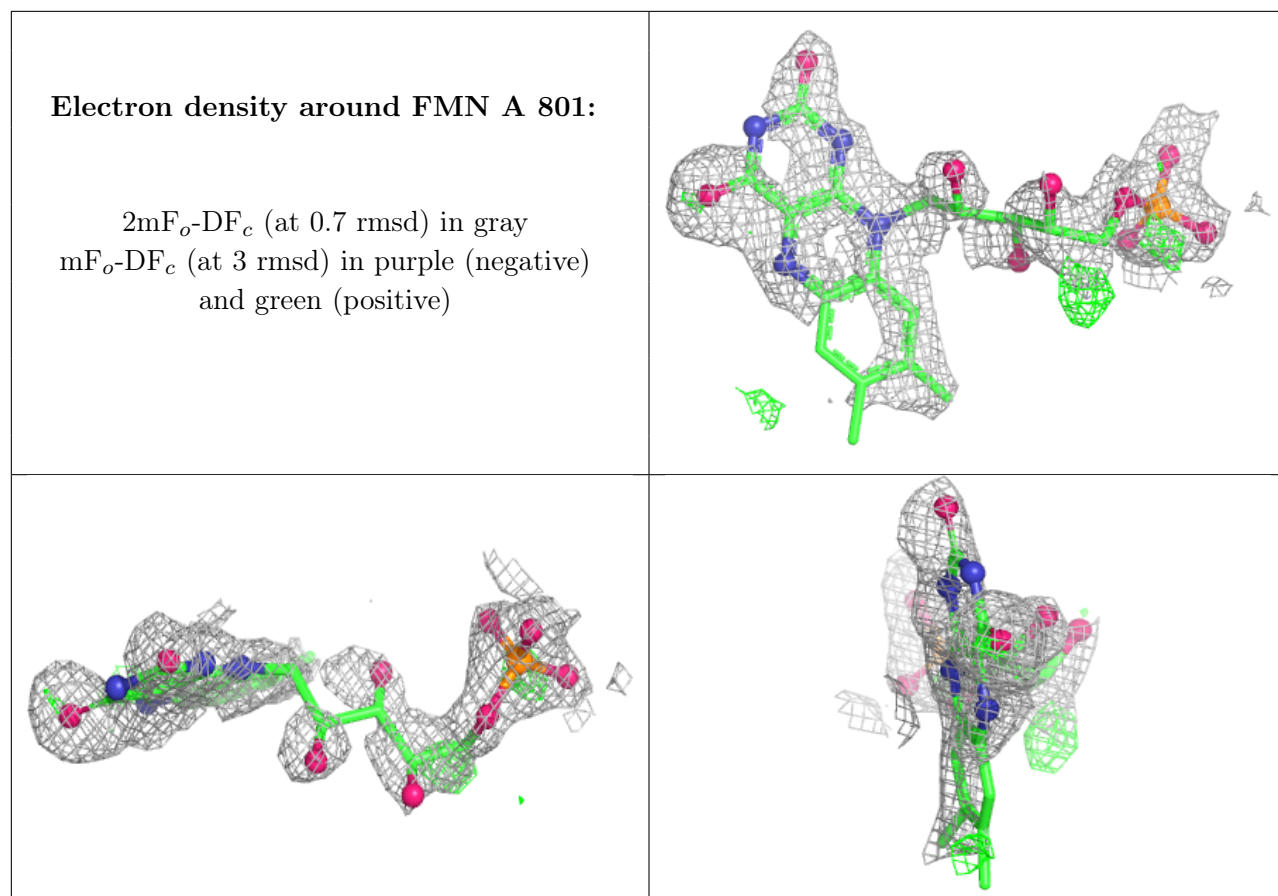 Electron density around FMN A 801:
2mFo-DFc (at 0.7 rmsd) in gray
mFo-DFc (at 3 rmsd) in purple (negative)
and green (positive)